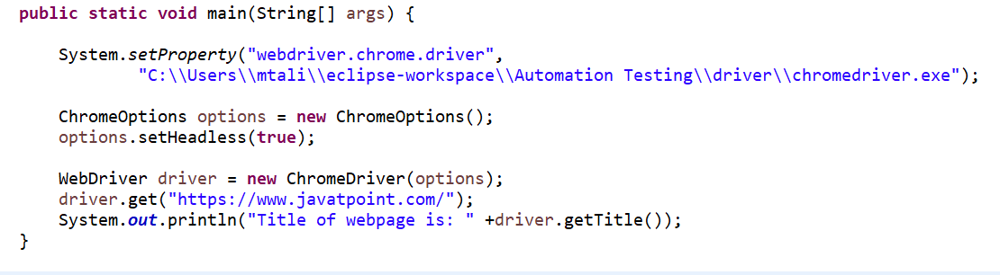 public static void main(String[] args) {
System.setProperty("webdriver.chrome.driver",
"C:\\Users\\mtali\\eclipse-workspace\\Automation Testing\\driver\\chromedriver.exe");
ChromeOptions options = new ChromeOptions();
options.setHeadless(true);
WebDriver driver = new ChromeDriver(options);
driver.get("https://www.javatpoint.com/");
System.out.println("Title of webpage is: " +driver.getTitle());
}